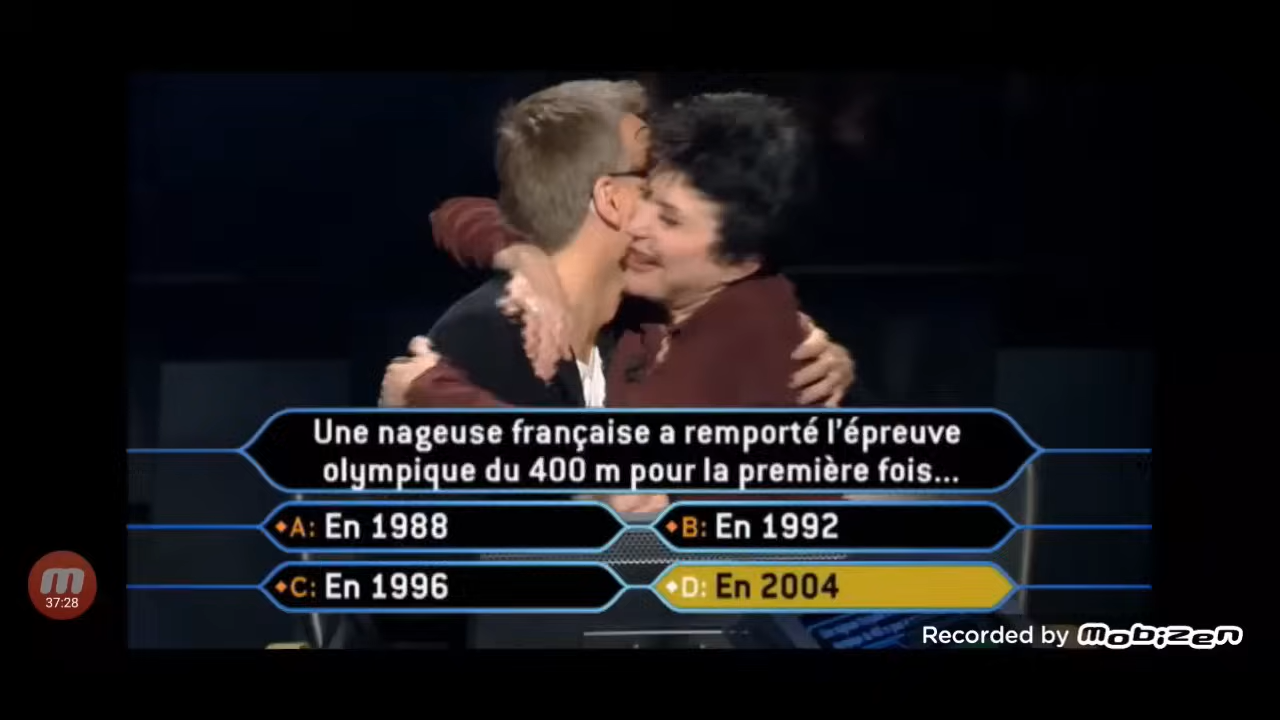 Une nageuse française a remporté l'épreuve
olympique du 400 m pour la première fois...
A: En 1988
B: En 1992
C: En 1996
D: En 2004
37:28
Recorded by mobizen